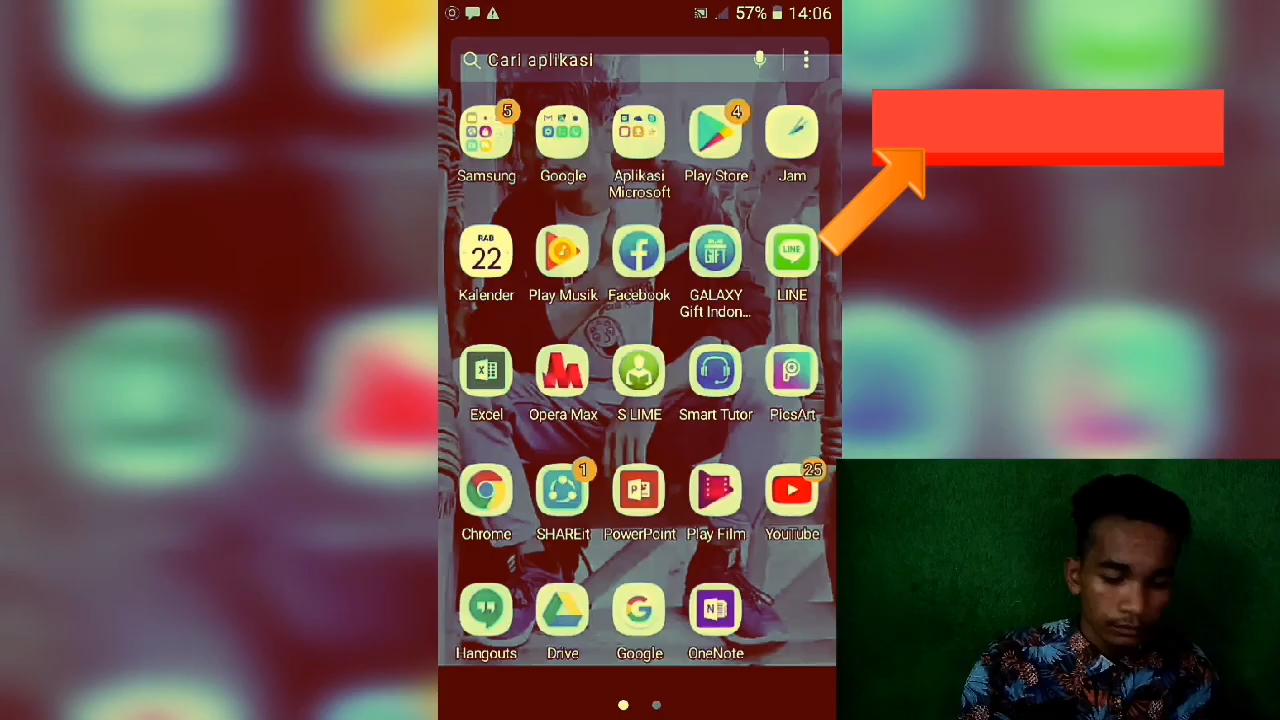 57% 14:06
Cari aplikasi
5
4
Samsung Google Aplikasi Microsoft Play Store Jam
RAB
22
GIFT
LINE
Kalender Play Musik Facebook GALAXY Gift Indon... LINE
Excel Opera Max S LIME Smart Tutor PicsArt
1
25
Chrome SHAREit PowerPoint Play Film YouTube
Hangouts Drive Google OneNote